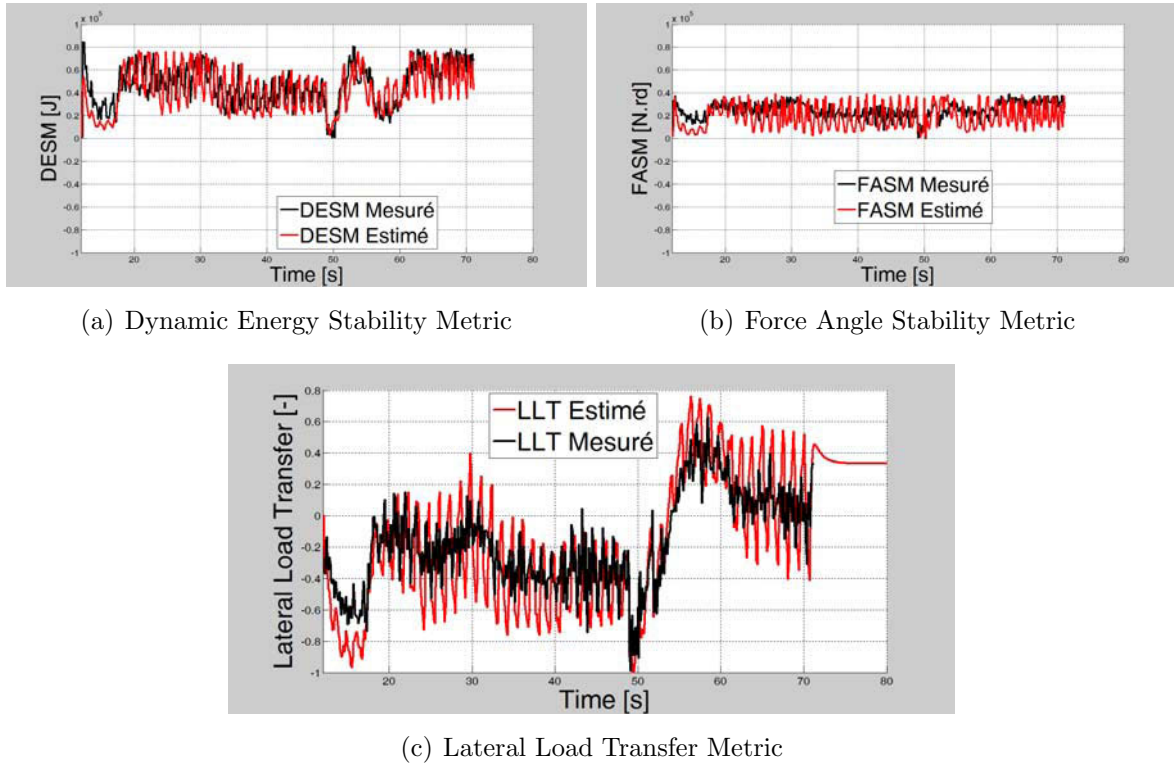 x 10^5
1
0.8
0.6
0.4
0.2
0
0.2
0.4
0.6
0.8
-1
DESM [J]
DESM Mesuré
DESM Estimé
20 30 40 50 60 70 80
Time [s]
(a) Dynamic Energy Stability Metric
x 10^5
1
0.8
0.6
0.4
0.2
0
0.2
0.4
0.6
0.8
-1
FASM [N.rd]
FASM Mesuré
FASM Estimé
20 30 40 50 60 70 80
Time [s]
(b) Force Angle Stability Metric
0.8
0.6
0.4
0.2
0
-0.2
-0.4
-0.6
-0.8
-1
Lateral Load Transfer [-]
LLT Estimé
LLT Mesuré
20 30 40 50 60 70 80
Time [s]
(c) Lateral Load Transfer Metric